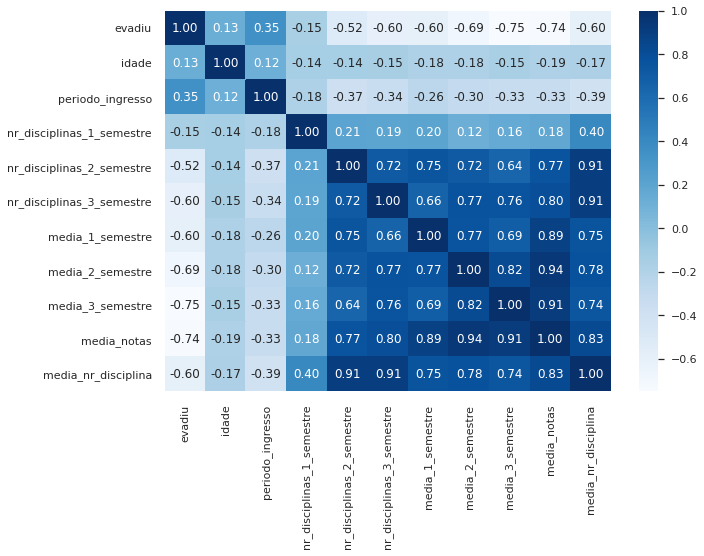 evadiu 1.00 0.13 0.35 -0.15 -0.52 -0.60 -0.60 -0.69 -0.75 -0.74 -0.60
idade 0.13 1.00 0.12 -0.14 -0.14 -0.15 -0.18 -0.18 -0.15 -0.19 -0.17
periodo_ingresso 0.35 0.12 1.00 -0.18 -0.37 -0.34 -0.26 -0.30 -0.33 -0.33 -0.39
nr_disciplinas_1_semestre -0.15 -0.14 -0.18 1.00 0.21 0.19 0.20 0.12 0.16 0.18 0.40
nr_disciplinas_2_semestre -0.52 -0.14 -0.37 0.21 1.00 0.72 0.75 0.72 0.64 0.77 0.91
nr_disciplinas_3_semestre -0.60 -0.15 -0.34 0.19 0.72 1.00 0.66 0.77 0.76 0.80 0.91
media_1_semestre -0.60 -0.18 -0.26 0.20 0.75 0.66 1.00 0.77 0.69 0.89 0.75
media_2_semestre -0.69 -0.18 -0.30 0.12 0.72 0.77 0.77 1.00 0.82 0.94 0.78
media_3_semestre -0.75 -0.15 -0.33 0.16 0.64 0.76 0.69 0.82 1.00 0.91 0.74
media_notas -0.74 -0.19 -0.33 0.18 0.77 0.80 0.89 0.94 0.91 1.00 0.83
media_nr_disciplina -0.60 -0.17 -0.39 0.40 0.91 0.91 0.75 0.78 0.74 0.83 1.00
evadiu
idade
periodo_ingresso
nr_disciplinas_1_semestre
nr_disciplinas_2_semestre
nr_disciplinas_3_semestre
media_1_semestre
media_2_semestre
media_3_semestre
media_notas
media_nr_disciplina
1.0
0.8
0.6
0.4
0.2
0.0
−0.2
−0.4
−0.6